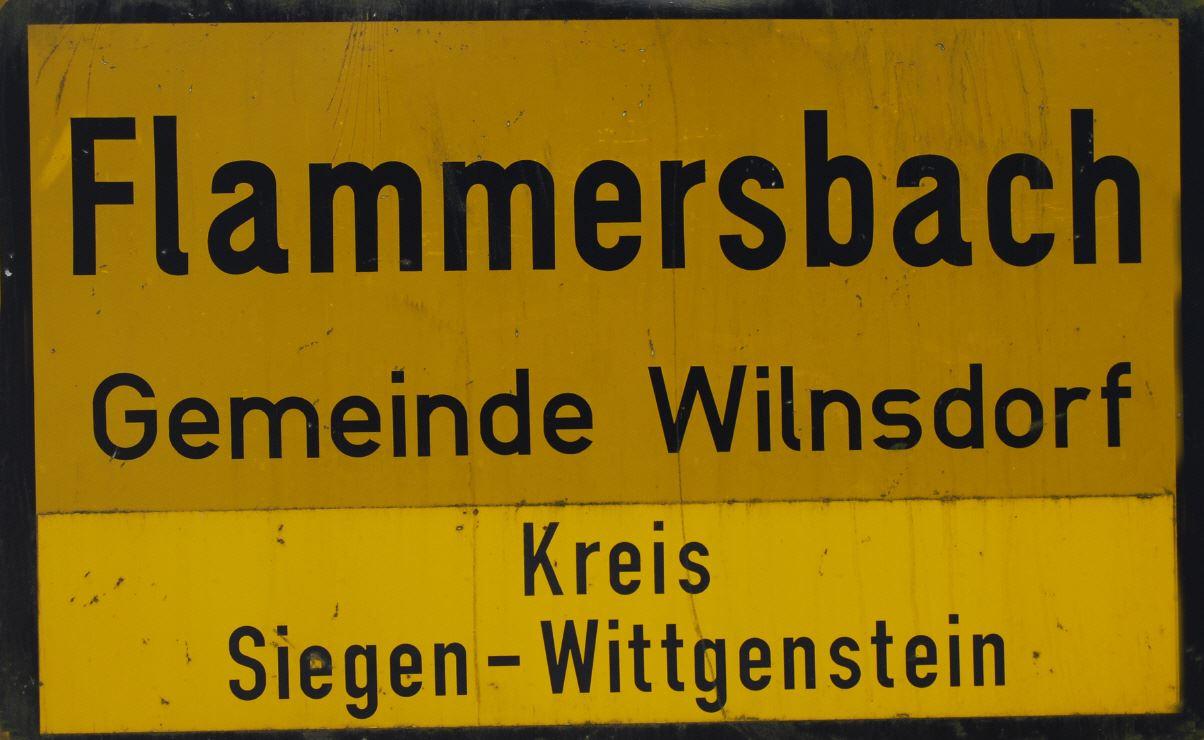 Flammersbach
Gemeinde Wilnsdorf
Kreis
Siegen-Wittgenstein